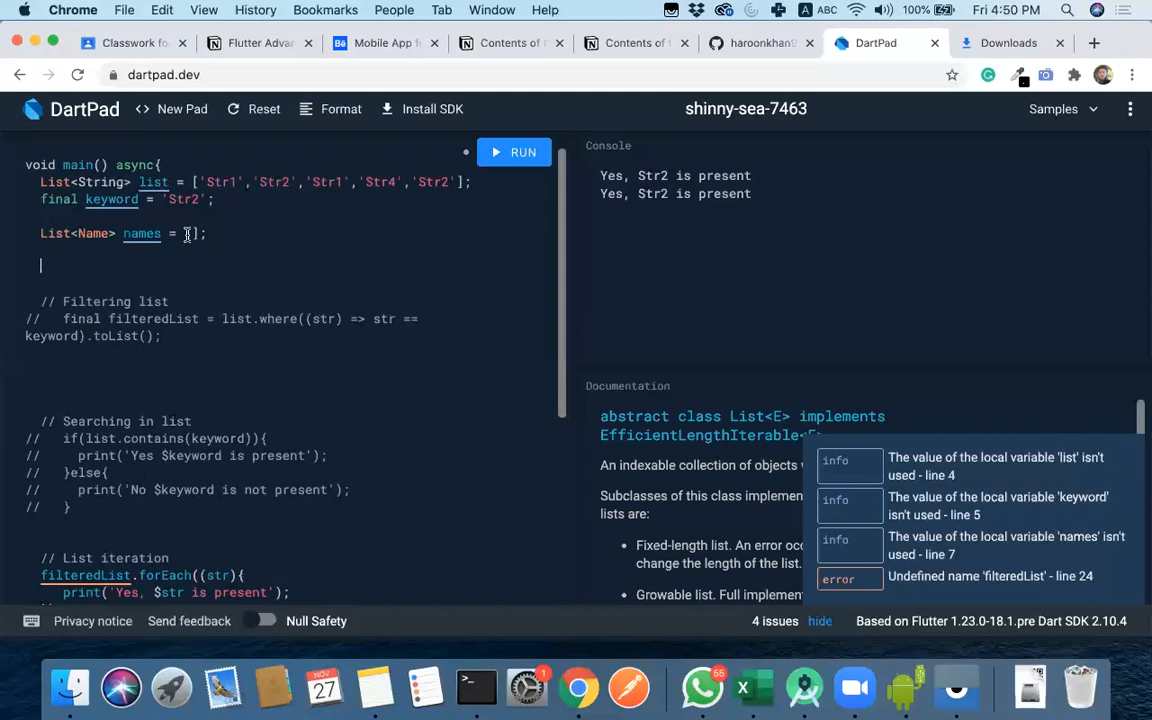 Chrome File Edit View History Bookmarks People Tab Window Help ABC 100% Fri 4:50 PM
Classwork fo Flutter Advan Mobile App fo Contents of t Contents of t haroonkhan9 DartPad Downloads
dartpad.dev
DartPad <> New Pad Reset Format Install SDK shinny-sea-7463 Samples
RUN
void main() async{
List<String> list = ['Str1','Str2','Str1','Str4','Str2'];
final keyword = 'Str2';
List<Name> names = [];
// Filtering list
// final filteredList = list.where((str) => str ==
keyword).toList();
// Searching in list
// if(list.contains(keyword)){
// print('Yes $keyword is present');
// }else{
// print('No $keyword is not present');
// }
// List iteration
filteredList.forEach((str){
print('Yes, $str is present');
Console
Yes, Str2 is present
Yes, Str2 is present
Documentation
abstract class List<E> implements
EfficientLengthIterable<E>
An indexable collection of objects
Subclasses of this class implemen
lists are:
• Fixed-length list. An error occ
change the length of the list.
• Growable list. Full implement
info The value of the local variable 'list' isn't
used - line 4
info The value of the local variable 'keyword'
isn't used - line 5
info The value of the local variable 'names' isn't
used - line 7
error Undefined name 'filteredList' - line 24
Privacy notice Send feedback Null Safety 4 issues hide Based on Flutter 1.23.0-18.1.pre Dart SDK 2.10.4
NOV
27
1
55